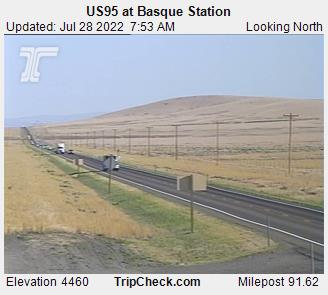 US95 at Basque Station
Updated: Jul 28 2022  7:53 AM
Looking North
Elevation 4460
TripCheck.com
Milepost 91.62